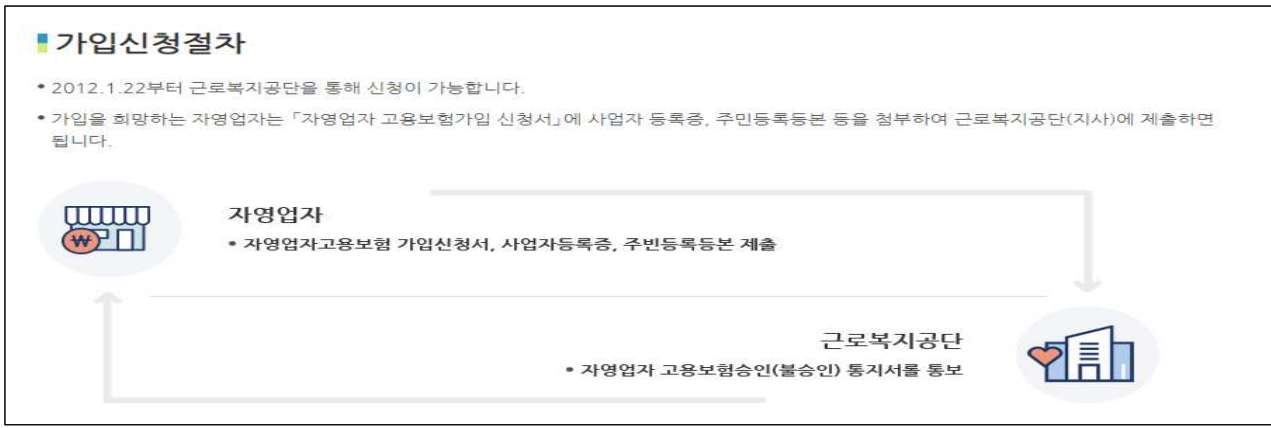 가입신청절차
• 2012.1.22부터 근로복지공단을 통해 신청이 가능합니다.
• 가입을 희망하는 자영업자는 「자영업자 고용보험가입 신청서」에 사업자 등록증, 주민등록등본 등을 첨부하여 근로복지공단(지사)에 제출하면
됩니다.
자영업자
• 자영업자고용보험 가입신청서, 사업자등록증, 주빈등록등본 제출
근로복지공단
• 자영업자 고용보험승인(불승인) 통지서를 통보